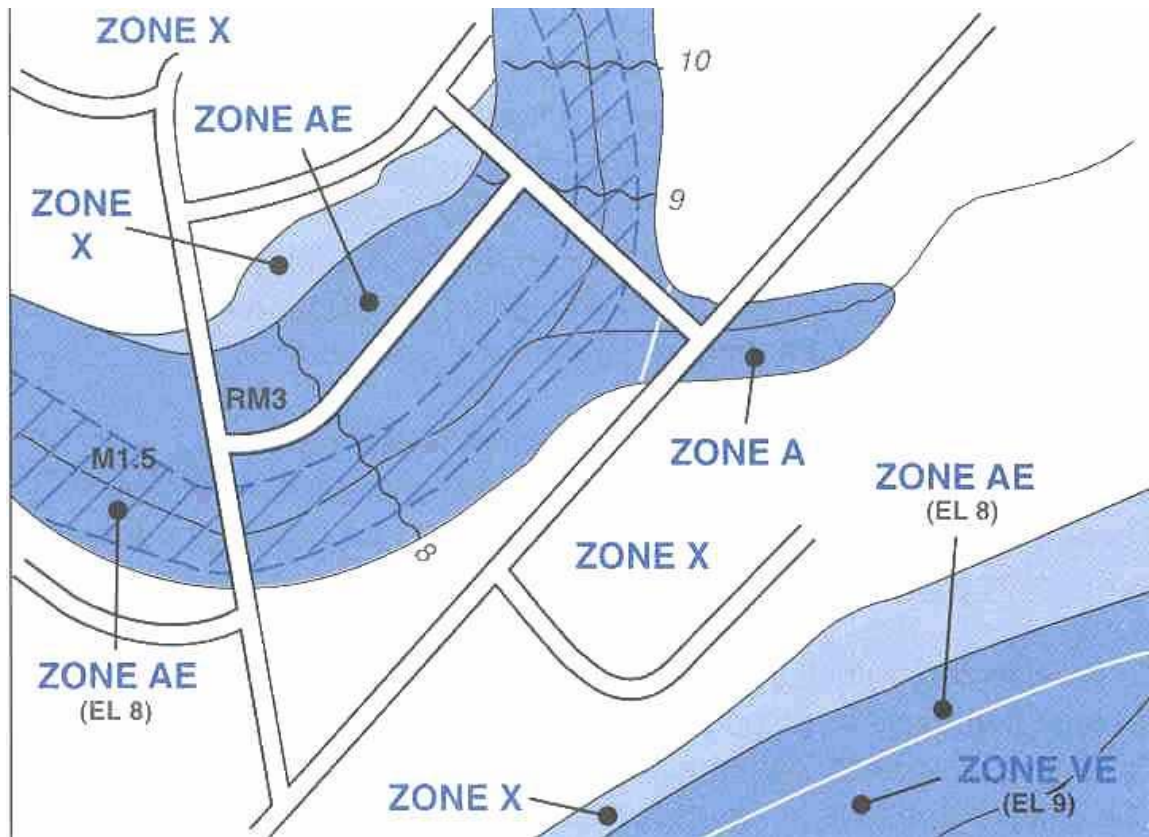 ZONE X
10
ZONE AE
ZONE
X
9
RM3
M1.5
ZONE A
ZONE AE
(EL 8)
ZONE X
8
ZONE AE
(EL 8)
ZONE VE
(EL 9)
ZONE X